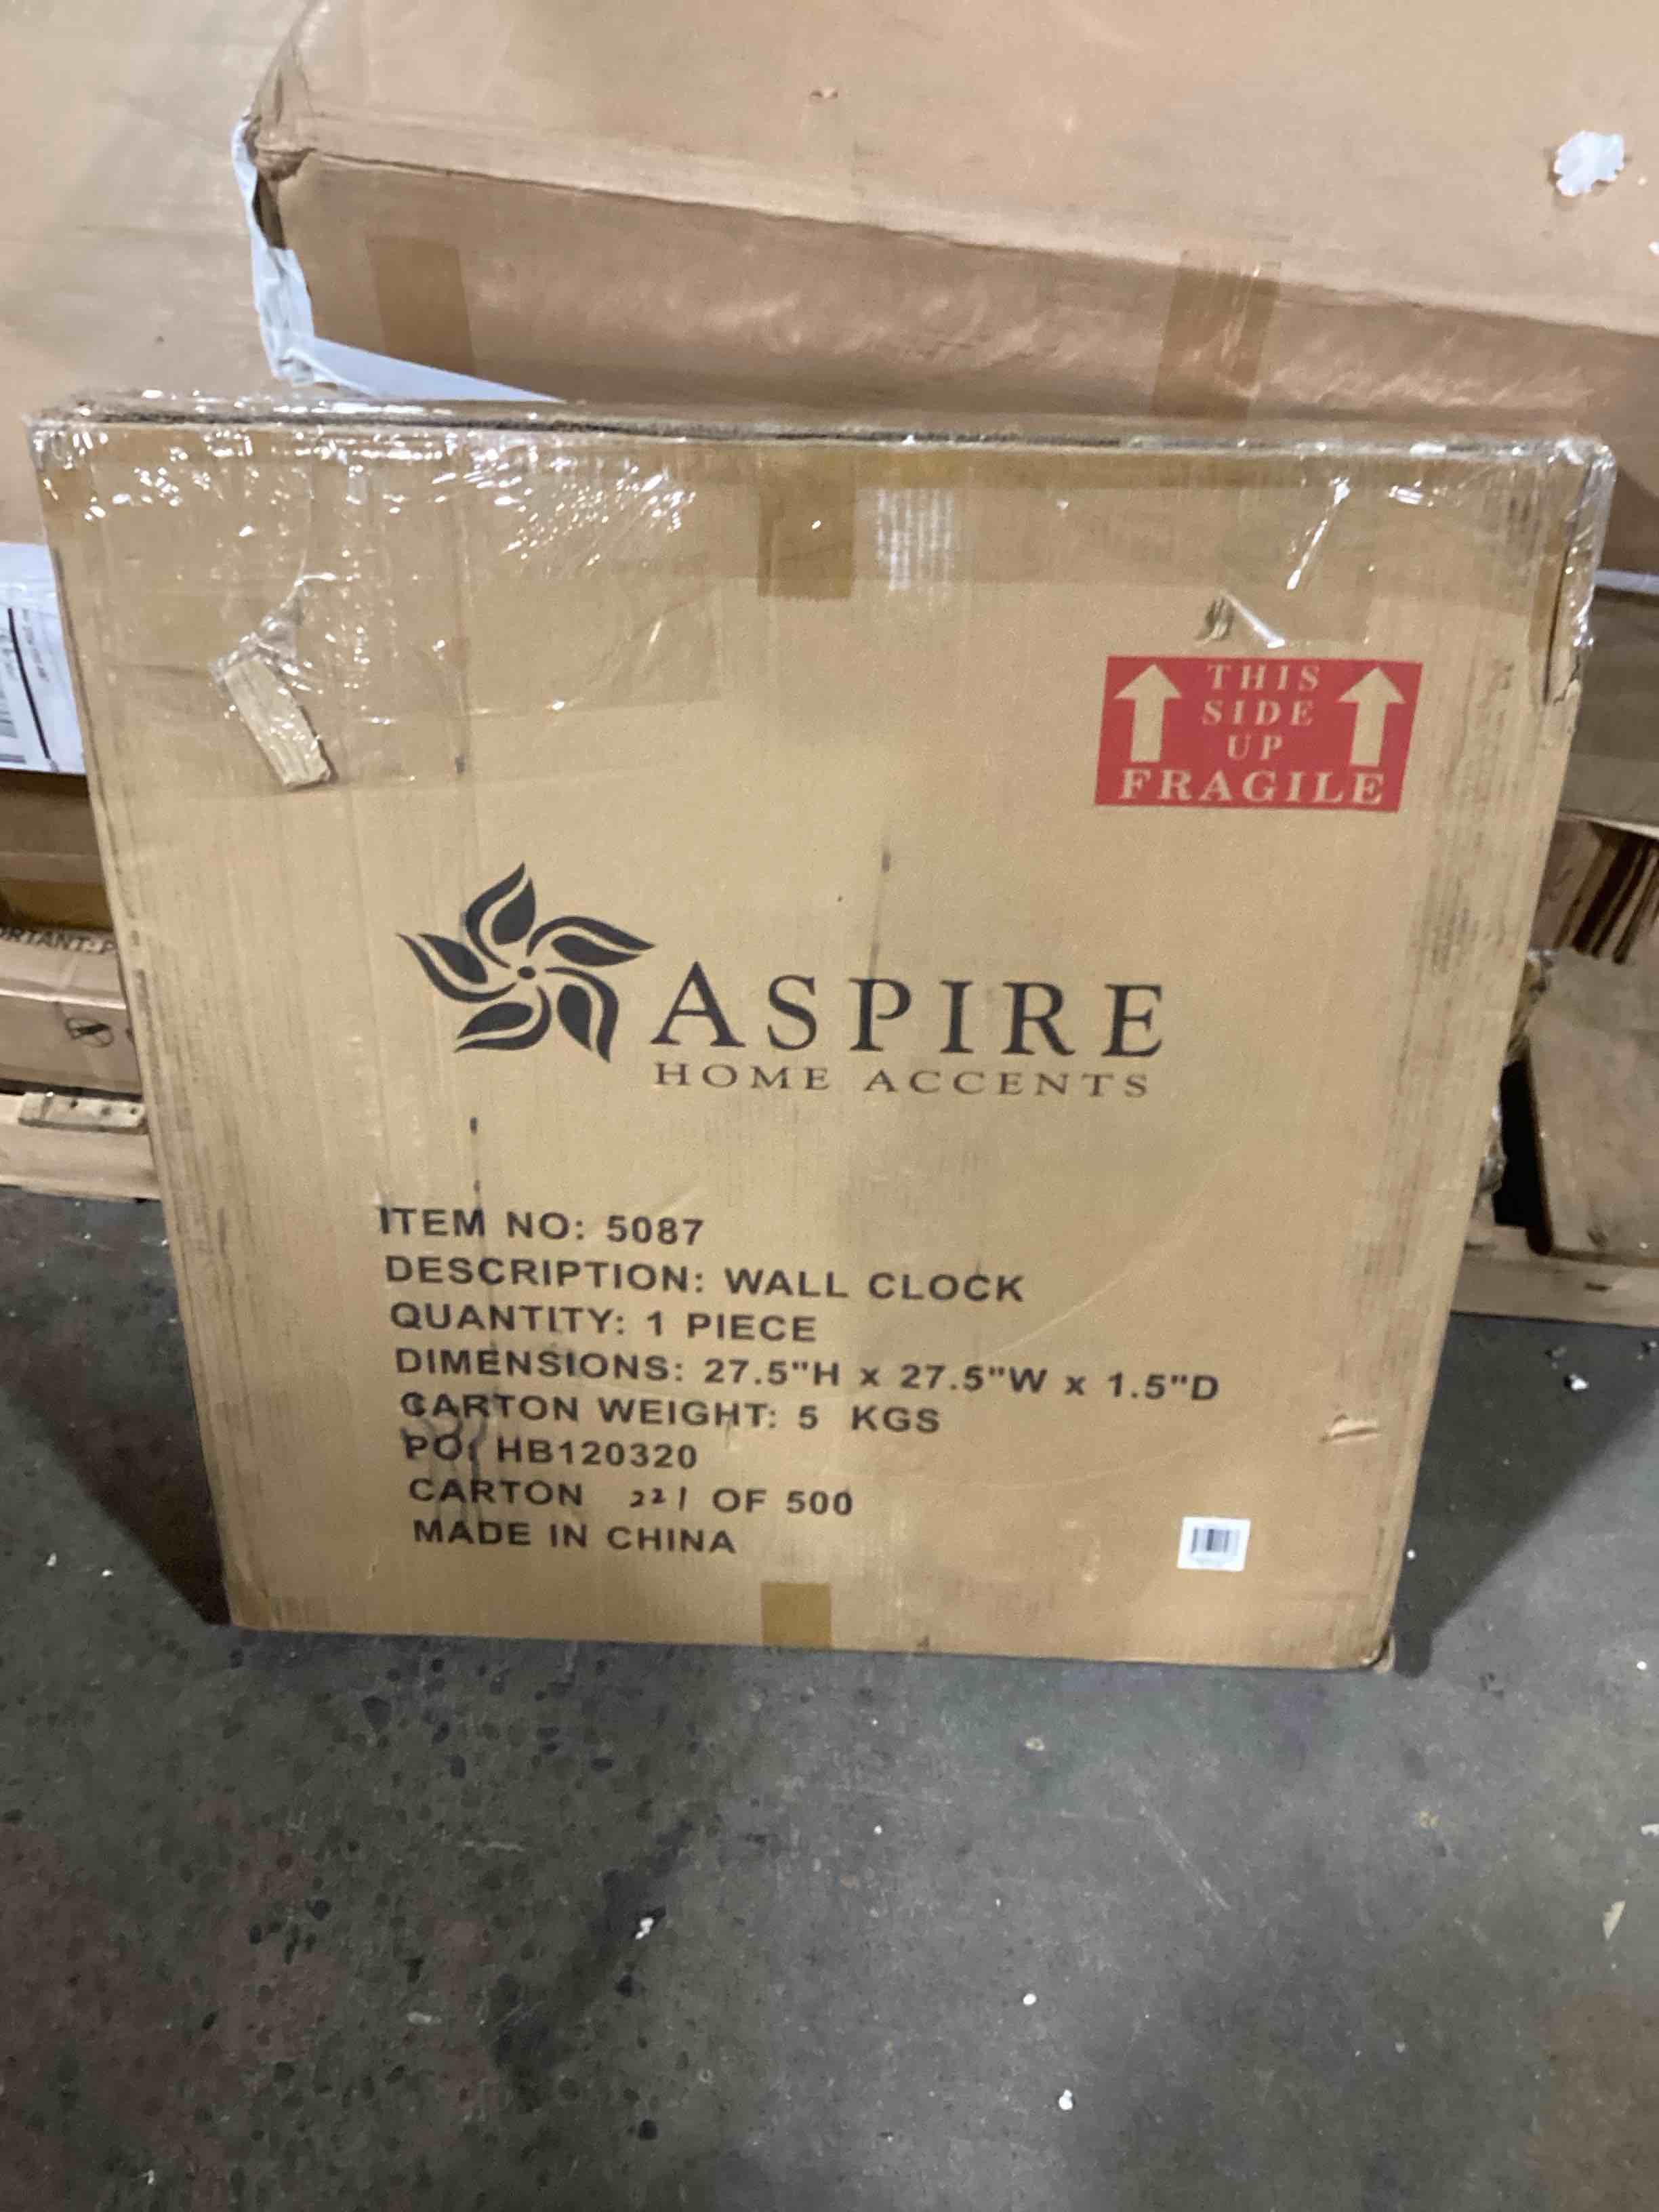 THIS
SIDE
UP
FRAGILE
ASPIRE
HOME ACCENTS
ITEM NO: 5087
DESCRIPTION: WALL CLOCK
QUANTITY: 1 PIECE
DIMENSIONS: 27.5"H x 27.5"W x 1.5"D
CARTON WEIGHT: 5 KGS
PO: HB120320
CARTON 221 OF 500
MADE IN CHINA